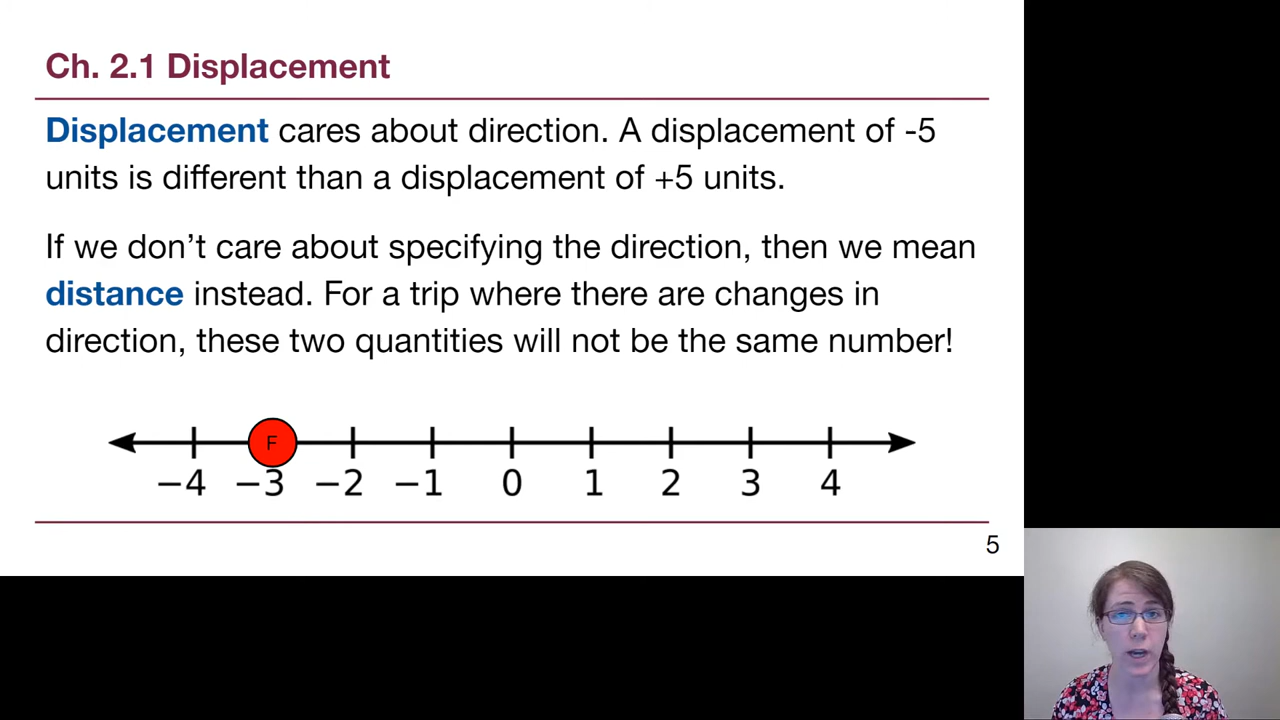 Ch. 2.1 Displacement
Displacement cares about direction. A displacement of -5
units is different than a displacement of +5 units.
If we don’t care about specifying the direction, then we mean
distance instead. For a trip where there are changes in
direction, these two quantities will not be the same number!
F
−4 −3 −2 −1 0 1 2 3 4
5